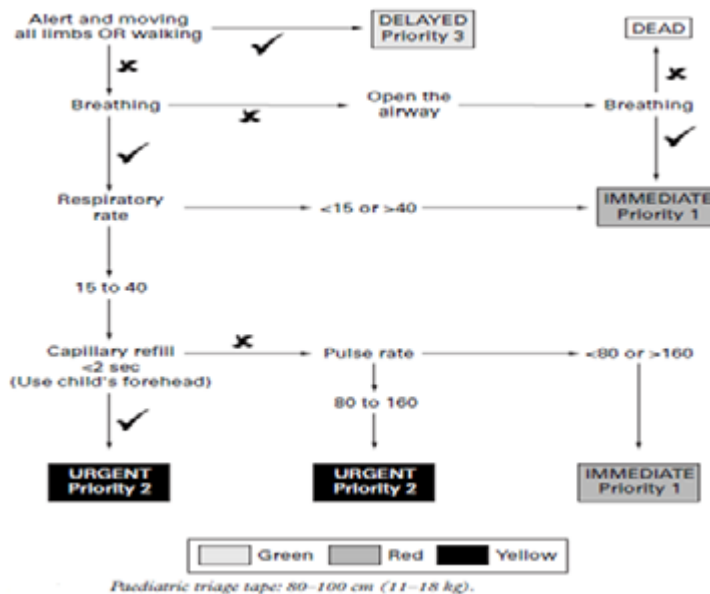 Alert and moving
all limbs OR walking
DELAYED
Priority 3
DEAD
Breathing
Open the
airway
Breathing
Respiratory
rate
<15 or >40
IMMEDIATE
Priority 1
15 to 40
Capillary refill
<2 sec
(Use child's forehead)
Pulse rate
<80 or >160
80 to 160
URGENT
Priority 2
URGENT
Priority 2
IMMEDIATE
Priority 1
Green
Red
Yellow
Paediatric triage tape: 80–100 cm (11–18 kg).